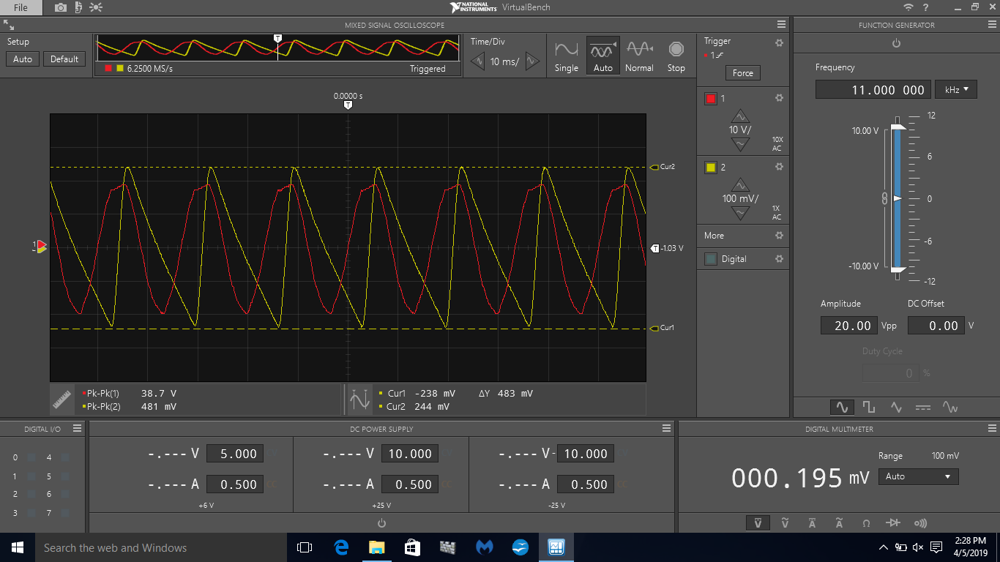 File
NATIONAL INSTRUMENTS VirtualBench
?
MIXED SIGNAL OSCILLOSCOPE
Setup
Auto
Default
T
6.2500 MS/s
Triggered
Time/Div
10 ms/
Single
Auto
Normal
Stop
0.0000 s
T
1
Cur2
T -1.03 V
Cur1
Pk-Pk(1) 38.7 V
Pk-Pk(2) 481 mV
Cur1 -238 mV ΔY 483 mV
Cur2 244 mV
Trigger
1
Force
1
10 V/
10X
AC
2
100 mV/
1X
AC
More
Digital
FUNCTION GENERATOR
Frequency
11.000 000 kHz
12
10.00 V
6
0
-6
-10.00 V
-12
Amplitude
DC Offset
20.00 Vpp
0.00 V
Duty Cycle
0 %
DIGITAL I/O
0 4
1 5
2 6
3 7
DC POWER SUPPLY
-.--- V 5.000
-.--- A 0.500
+6 V
-.--- V 10.000
-.--- A 0.500
+25 V
-.--- V -10.000
-.--- A 0.500
-25 V
DIGITAL MULTIMETER
000.195 mV
Range 100 mV
Auto
V
V
A
A
Ω
Search the web and Windows
2:28 PM
4/5/2019